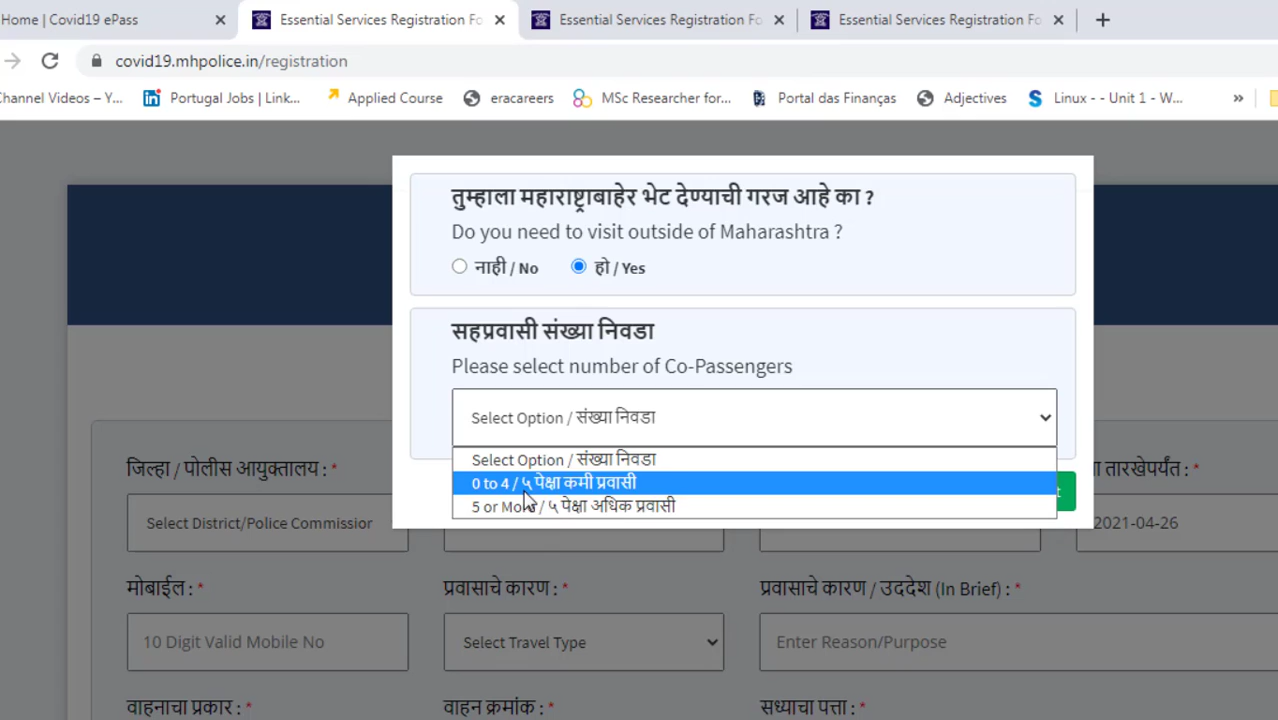 Home | Covid19 ePass
Essential Services Registration Fo
Essential Services Registration Fo
Essential Services Registration Fo
covid19.mhpolice.in/registration
Channel Videos – Y...
Portugal Jobs | Link...
Applied Course
eracareers
MSc Researcher for...
Portal das Finanças
Adjectives
Linux - - Unit 1 - W...
तुम्हाला महाराष्ट्राबाहेर भेट देण्याची गरज आहे का ?
Do you need to visit outside of Maharashtra ?
नाही / No
हो / Yes
सहप्रवासी संख्या निवडा
Please select number of Co-Passengers
Select Option / संख्या निवडा
Select Option / संख्या निवडा
0 to 4 / ५ पेक्षा कमी प्रवासी
5 or More / ५ पेक्षा अधिक प्रवासी
जिल्हा / पोलीस आयुक्तालय : *
तारखेपर्यंत : *
Select District/Police Commissior
2021-04-26
मोबाईल : *
प्रवासाचे कारण : *
प्रवासाचे कारण / उददेश (In Brief) : *
10 Digit Valid Mobile No
Select Travel Type
Enter Reason/Purpose
वाहनाचा प्रकार : *
वाहन क्रमांक : *
सध्याचा पत्ता : *